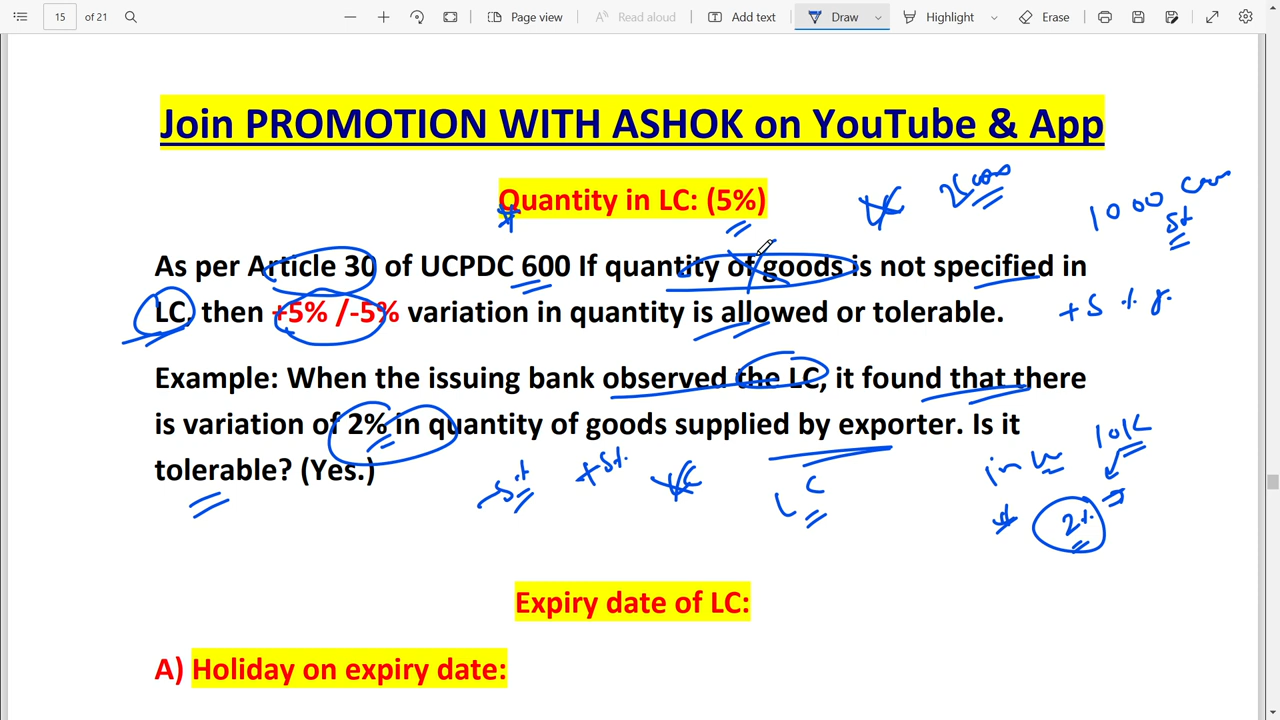 15 of 21 Page view Read aloud Add text Draw Highlight Erase
Join PROMOTION WITH ASHOK on YouTube & App
Quantity in LC: (5%)
1000
As per Article 30 of UCPDC 600 If quantity of goods is not specified in
LC, then +5% /-5% variation in quantity is allowed or tolerable.
Example: When the issuing bank observed the LC, it found that there
is variation of 2% in quantity of goods supplied by exporter. Is it
tolerable? (Yes.)
LC
2%
Expiry date of LC:
A) Holiday on expiry date: